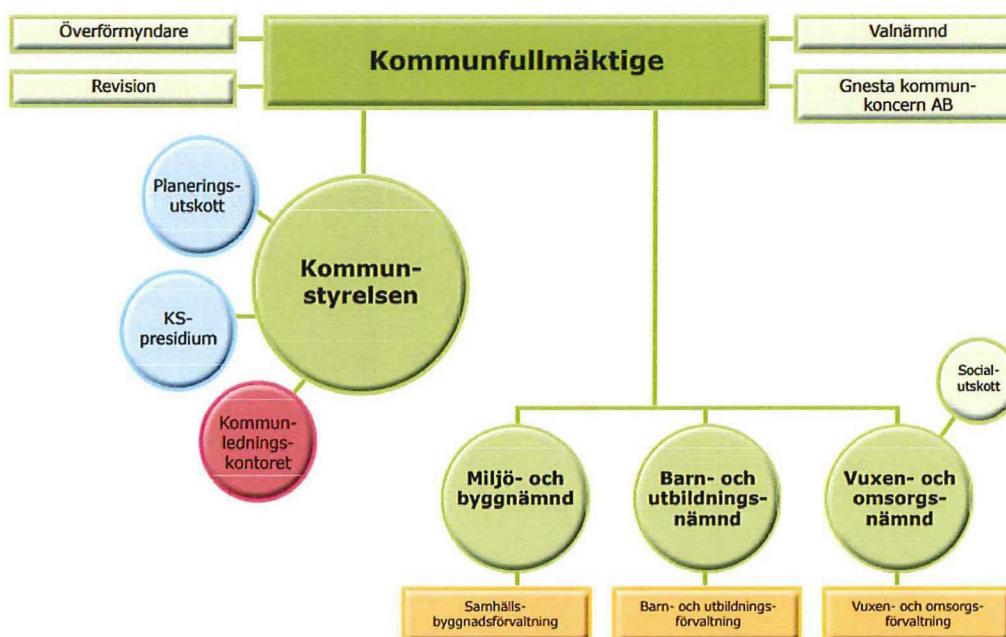 Överförmyndare
Revision
Kommunfullmäktige
Valnämnd
Gnesta kommun-
koncern AB
Planerings-
utskott
Kommun-
styrelsen
KS-
presidium
Kommun-
lednings-
kontoret
Social-
utskott
Miljö- och
byggnämnd
Barn- och
utbildnings-
nämnd
Vuxen- och
omsorgs-
nämnd
Samhälls-
byggnadsförvaltning
Barn- och utbildnings-
förvaltning
Vuxen- och omsorgs-
förvaltning